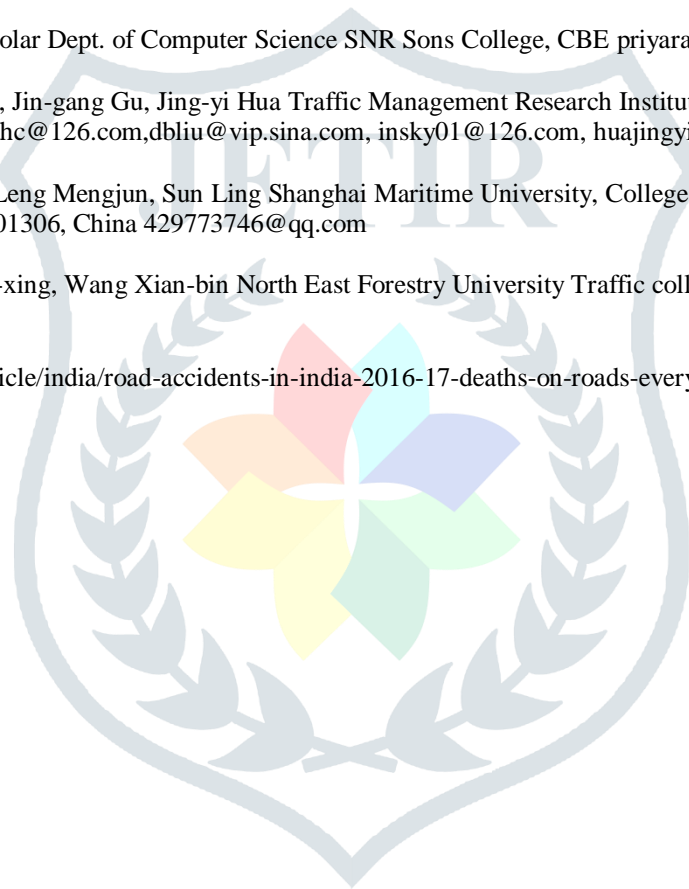 olar Dept. of Computer Science SNR Sons College, CBE priyara
, Jin-gang Gu, Jing-yi Hua Traffic Management Research Institut
hc@126.com,dbliu@vip.sina.com, insky01@126.com, huajingyi
Leng Mengjun, Sun Ling Shanghai Maritime University, College
01306, China 429773746@qq.com
-xing, Wang Xian-bin North East Forestry University Traffic coll
icle/india/road-accidents-in-india-2016-17-deaths-on-roads-every
JETIR